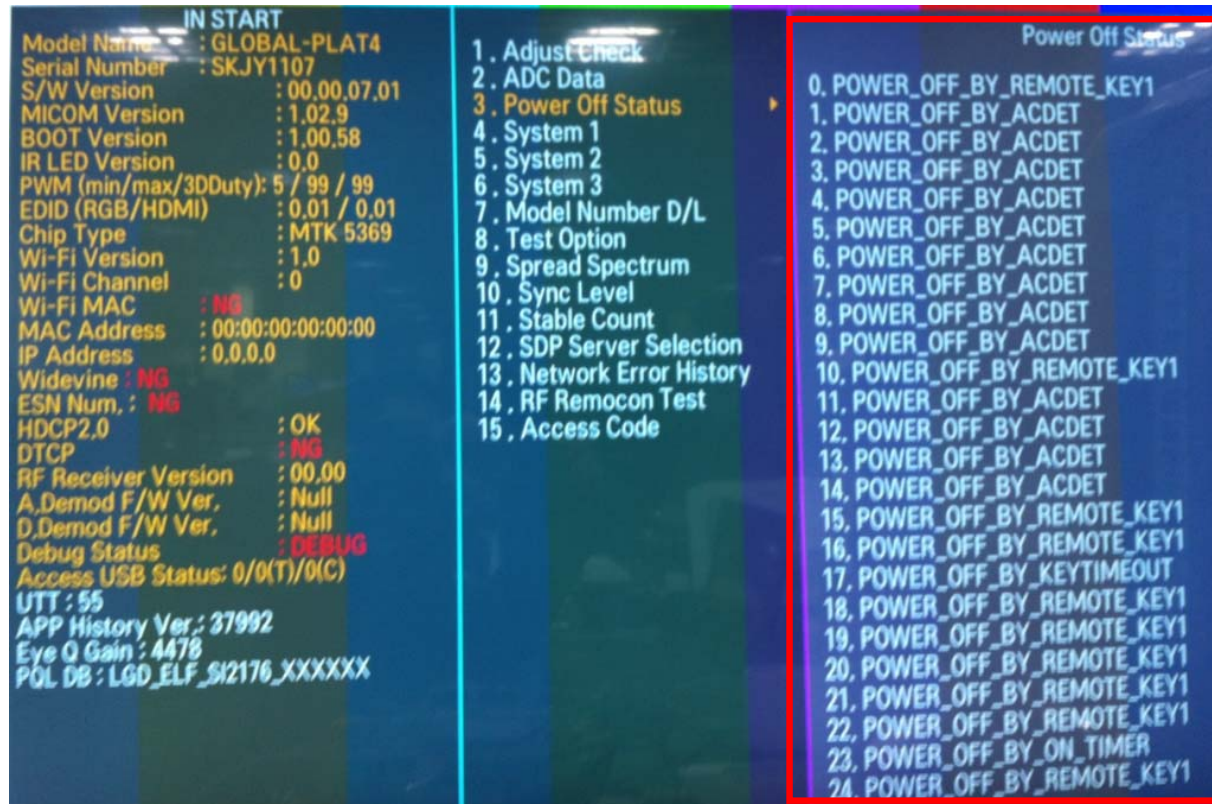 IN START
Model Name : GLOBAL-PLAT4
Serial Number : SKJY1107
S/W Version : 00.00.07.01
MICOM Version : 1.02.9
BOOT Version : 1.00.58
IR LED Version : 0.0
PWM (min/max/3DDuty): 5 / 99 / 99
EDID (RGB/HDMI) : 0.01 / 0.01
Chip Type : MTK 5369
Wi-Fi Version : 1.0
Wi-Fi Channel : 0
Wi-Fi MAC : NG
MAC Address : 00:00:00:00:00:00
IP Address : 0.0.0.0
Widevine : NG
ESN Num. : NG
HDCP2.0 : OK
DTCP : NG
RF Receiver Version : 00.00
A.Demod F/W Ver. : Null
D.Demod F/W Ver. : Null
Debug Status : DEBUG
Access USB Status: 0/0(T)/0(C)
UTT : 55
APP History Ver.: 37992
Eye Q Gain : 4478
PQL DB : LGD_ELF_SI2176_XXXXXX
1 . Adjust Check
2 . ADC Data
3 . Power Off Status
4 . System 1
5 . System 2
6 . System 3
7 . Model Number D/L
8 . Test Option
9 . Spread Spectrum
10 . Sync Level
11 . Stable Count
12 . SDP Server Selection
13 . Network Error History
14 . RF Remocon Test
15 . Access Code
Power Off Status
0. POWER_OFF_BY_REMOTE_KEY1
1. POWER_OFF_BY_ACDET
2. POWER_OFF_BY_ACDET
3. POWER_OFF_BY_ACDET
4. POWER_OFF_BY_ACDET
5. POWER_OFF_BY_ACDET
6. POWER_OFF_BY_ACDET
7. POWER_OFF_BY_ACDET
8. POWER_OFF_BY_ACDET
9. POWER_OFF_BY_ACDET
10. POWER_OFF_BY_REMOTE_KEY1
11. POWER_OFF_BY_ACDET
12. POWER_OFF_BY_ACDET
13. POWER_OFF_BY_ACDET
14. POWER_OFF_BY_ACDET
15. POWER_OFF_BY_REMOTE_KEY1
16. POWER_OFF_BY_REMOTE_KEY1
17. POWER_OFF_BY_KEYTIMEOUT
18. POWER_OFF_BY_REMOTE_KEY1
19. POWER_OFF_BY_REMOTE_KEY1
20. POWER_OFF_BY_REMOTE_KEY1
21. POWER_OFF_BY_REMOTE_KEY1
22. POWER_OFF_BY_REMOTE_KEY1
23. POWER_OFF_BY_ON_TIMER
24. POWER_OFF_BY_REMOTE_KEY1